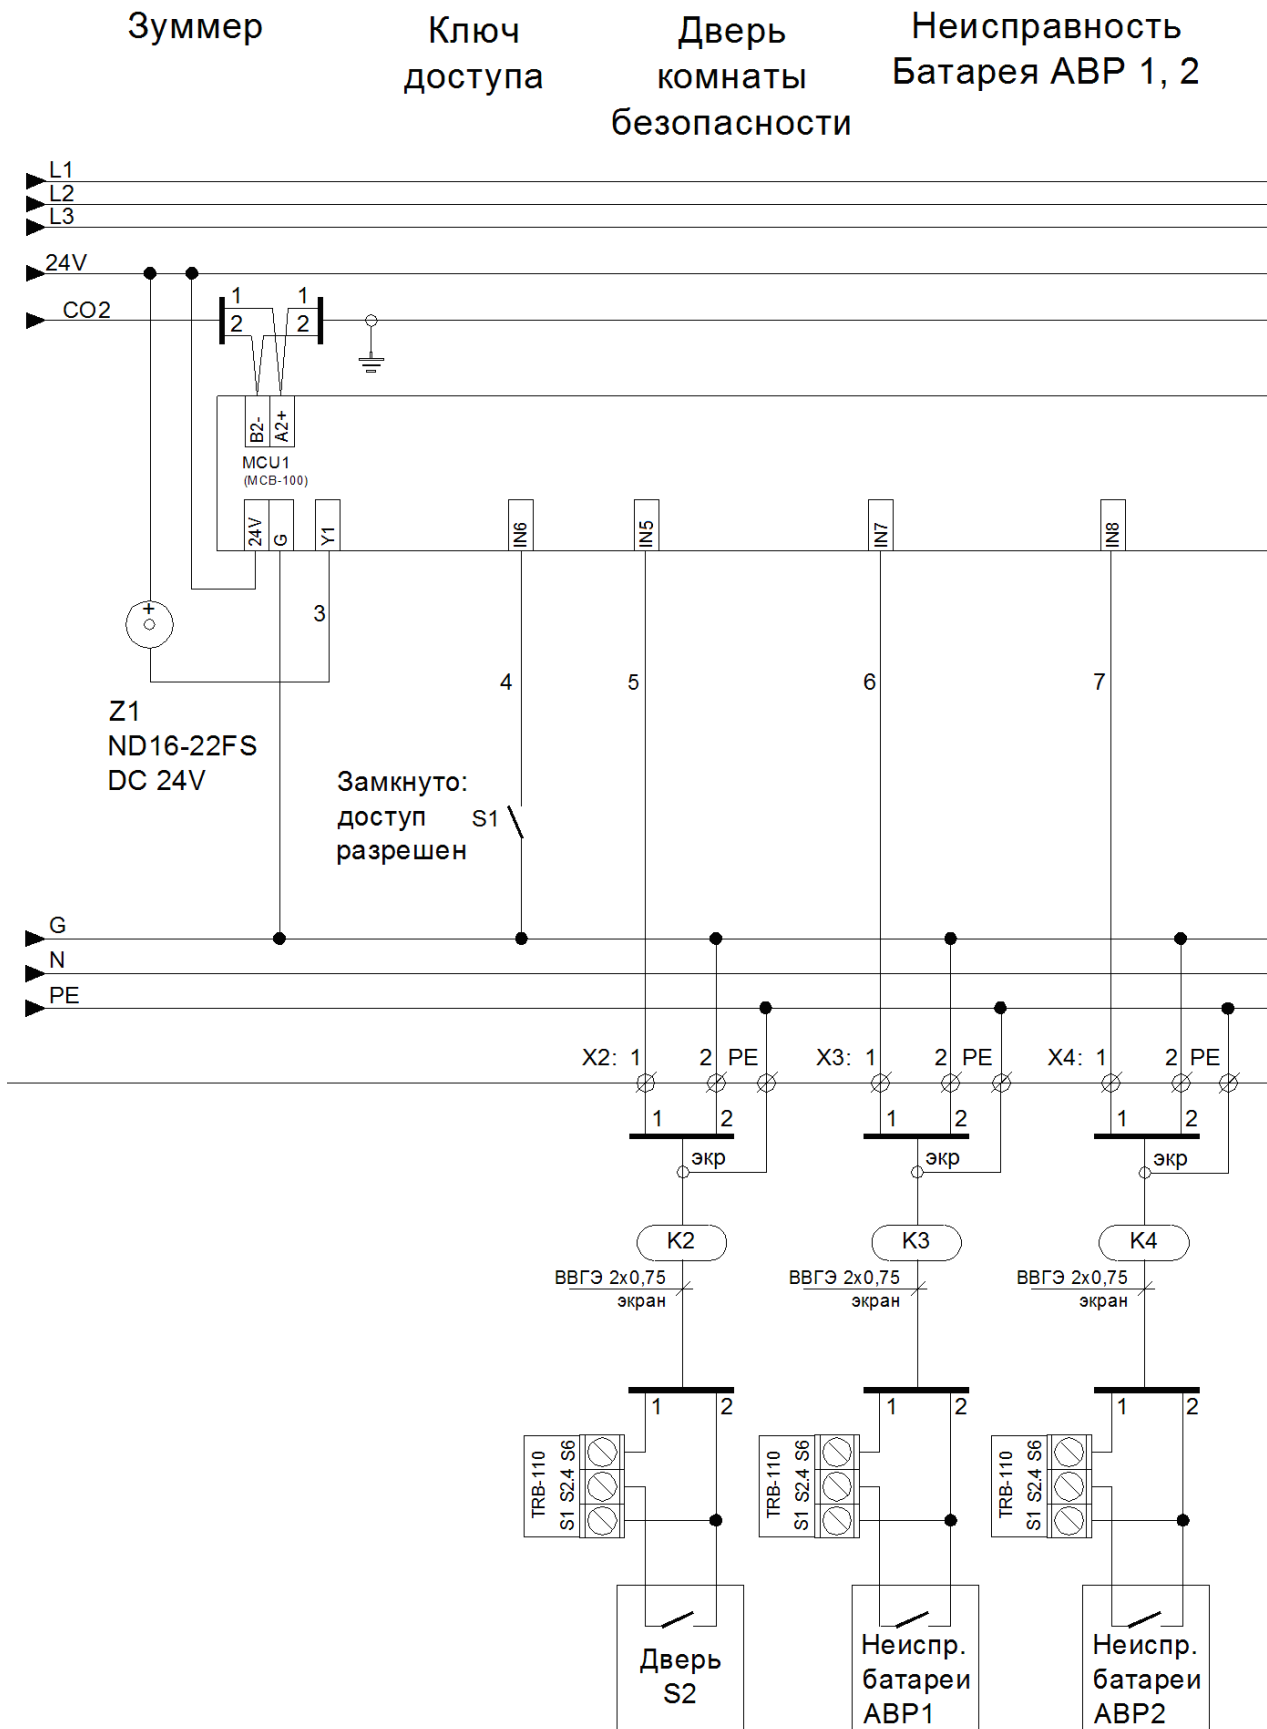 Зуммер
Ключ
доступа
Дверь
комнаты
безопасности
Неисправность
Батарея АВР 1, 2
L1
L2
L3
24V
CO2
1
2
1
2
B2-
A2+
MCU1
(MCB-100)
24V
G
Y1
IN6
IN5
IN7
IN8
3
4
5
6
7
Z1
ND16-22FS
DC 24V
Замкнуто:
доступ
разрешен
S1
G
N
PE
X2: 1 2 PE
X3: 1 2 PE
X4: 1 2 PE
1 2
1 2
1 2
экр
экр
экр
K2
K3
K4
ВВГЭ 2x0,75
экран
ВВГЭ 2x0,75
экран
ВВГЭ 2x0,75
экран
1 2
1 2
1 2
TRB-110
S1 S2.4 S6
TRB-110
S1 S2.4 S6
TRB-110
S1 S2.4 S6
Дверь
S2
Неиспр.
батареи
АВР1
Неиспр.
батареи
АВР2